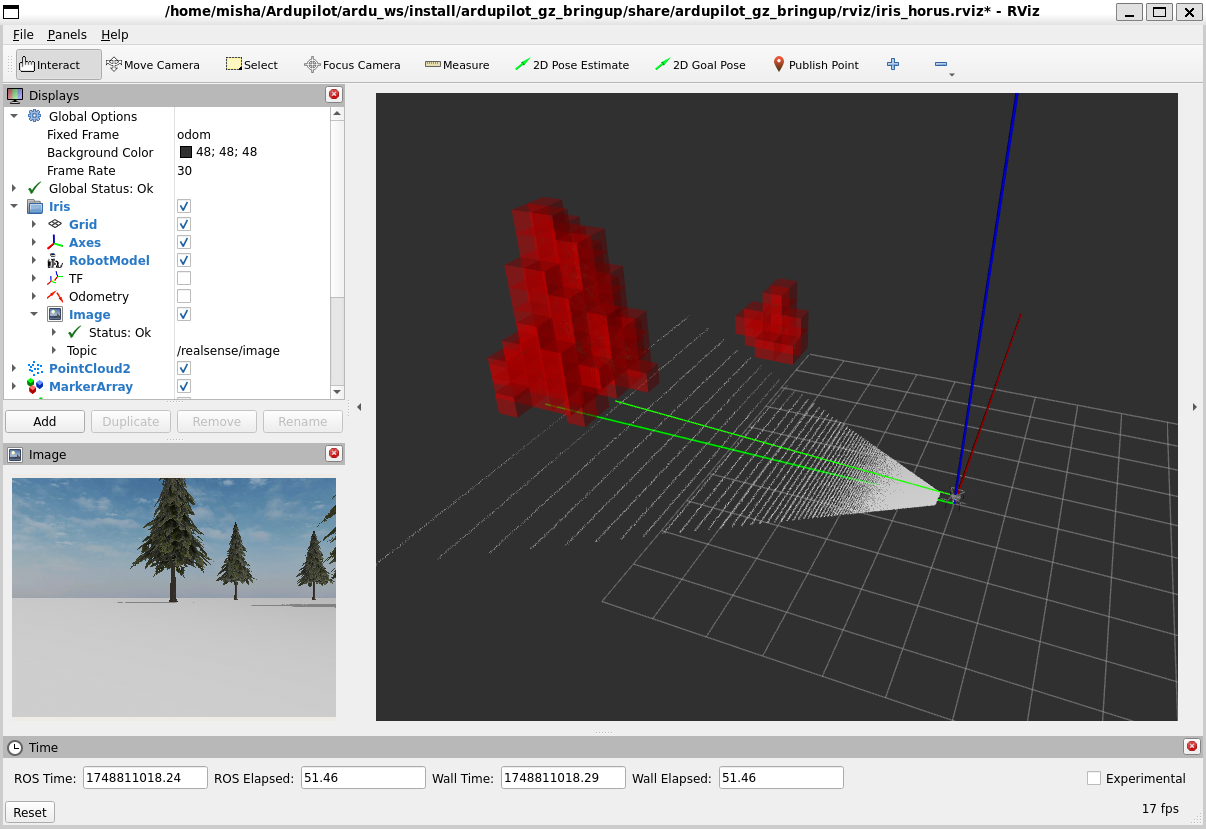 /home/misha/Ardupilot/ardu_ws/install/ardupilot_gz_bringup/share/ardupilot_gz_bringup/rviz/iris_horus.rviz* - RViz
File Panels Help
Interact Move Camera Select Focus Camera Measure 2D Pose Estimate 2D Goal Pose Publish Point
Displays
Global Options
Fixed Frame odom
Background Color 48; 48; 48
Frame Rate 30
Global Status: Ok
Iris
Grid
Axes
RobotModel
TF
Odometry
Image
Status: Ok
Topic /realsense/image
PointCloud2
MarkerArray
Add Duplicate Remove Rename
Image
Time
ROS Time: 1748811018.24 ROS Elapsed: 51.46 Wall Time: 1748811018.29 Wall Elapsed: 51.46 Experimental
Reset 17 fps